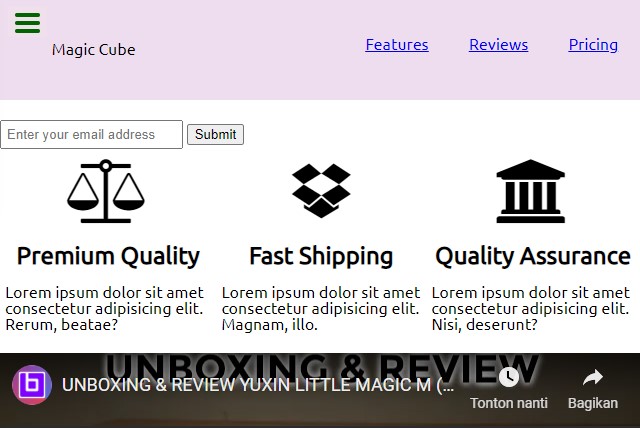 Magic Cube
Features Reviews Pricing
Enter your email address Submit
Premium Quality Fast Shipping Quality Assurance
Lorem ipsum dolor sit amet
consectetur adipisicing elit.
Rerum, beatae?
Lorem ipsum dolor sit amet
consectetur adipisicing elit.
Magnam, illo.
Lorem ipsum dolor sit amet
consectetur adipisicing elit.
Nisi, deserunt?
UNBOXING & REVIEW
UNBOXING & REVIEW YUXIN LITTLE MAGIC M (…
Tonton nanti Bagikan